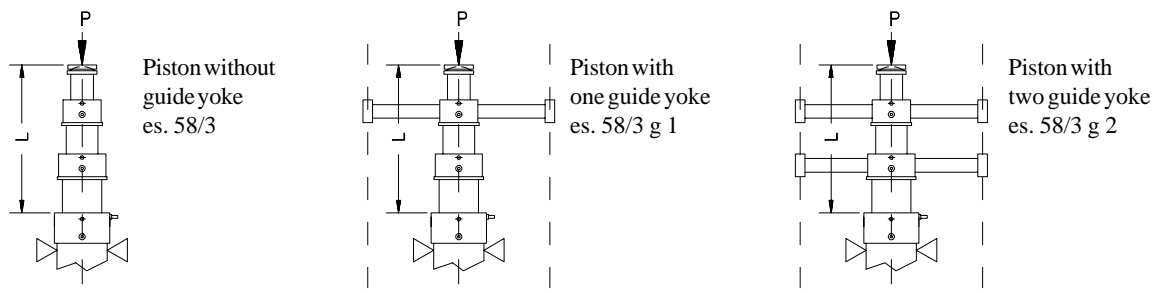 P
L
Piston without
guide yoke
es. 58/3
P
L
Piston with
one guide yoke
es. 58/3 g 1
P
L
Piston with
two guide yoke
es. 58/3 g 2